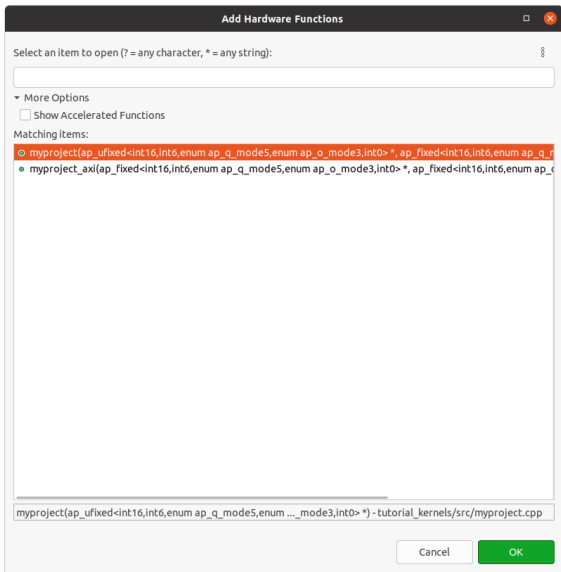 Add Hardware Functions
Select an item to open (? = any character, * = any string):
More Options
Show Accelerated Functions
Matching items:
myproject(ap_ufixed<int16,int6,enum ap_q_mode5,enum ap_o_mode3,int0> *, ap_fixed<int16,int6,enum ap_q_
myproject_axi(ap_fixed<int16,int6,enum ap_q_mode5,enum ap_o_mode3,int0> *, ap_fixed<int16,int6,enum ap_
myproject(ap_ufixed<int16,int6,enum ap_q_mode5,enum ..._mode3,int0> *) - tutorial_kernels/src/myproject.cpp
Cancel OK